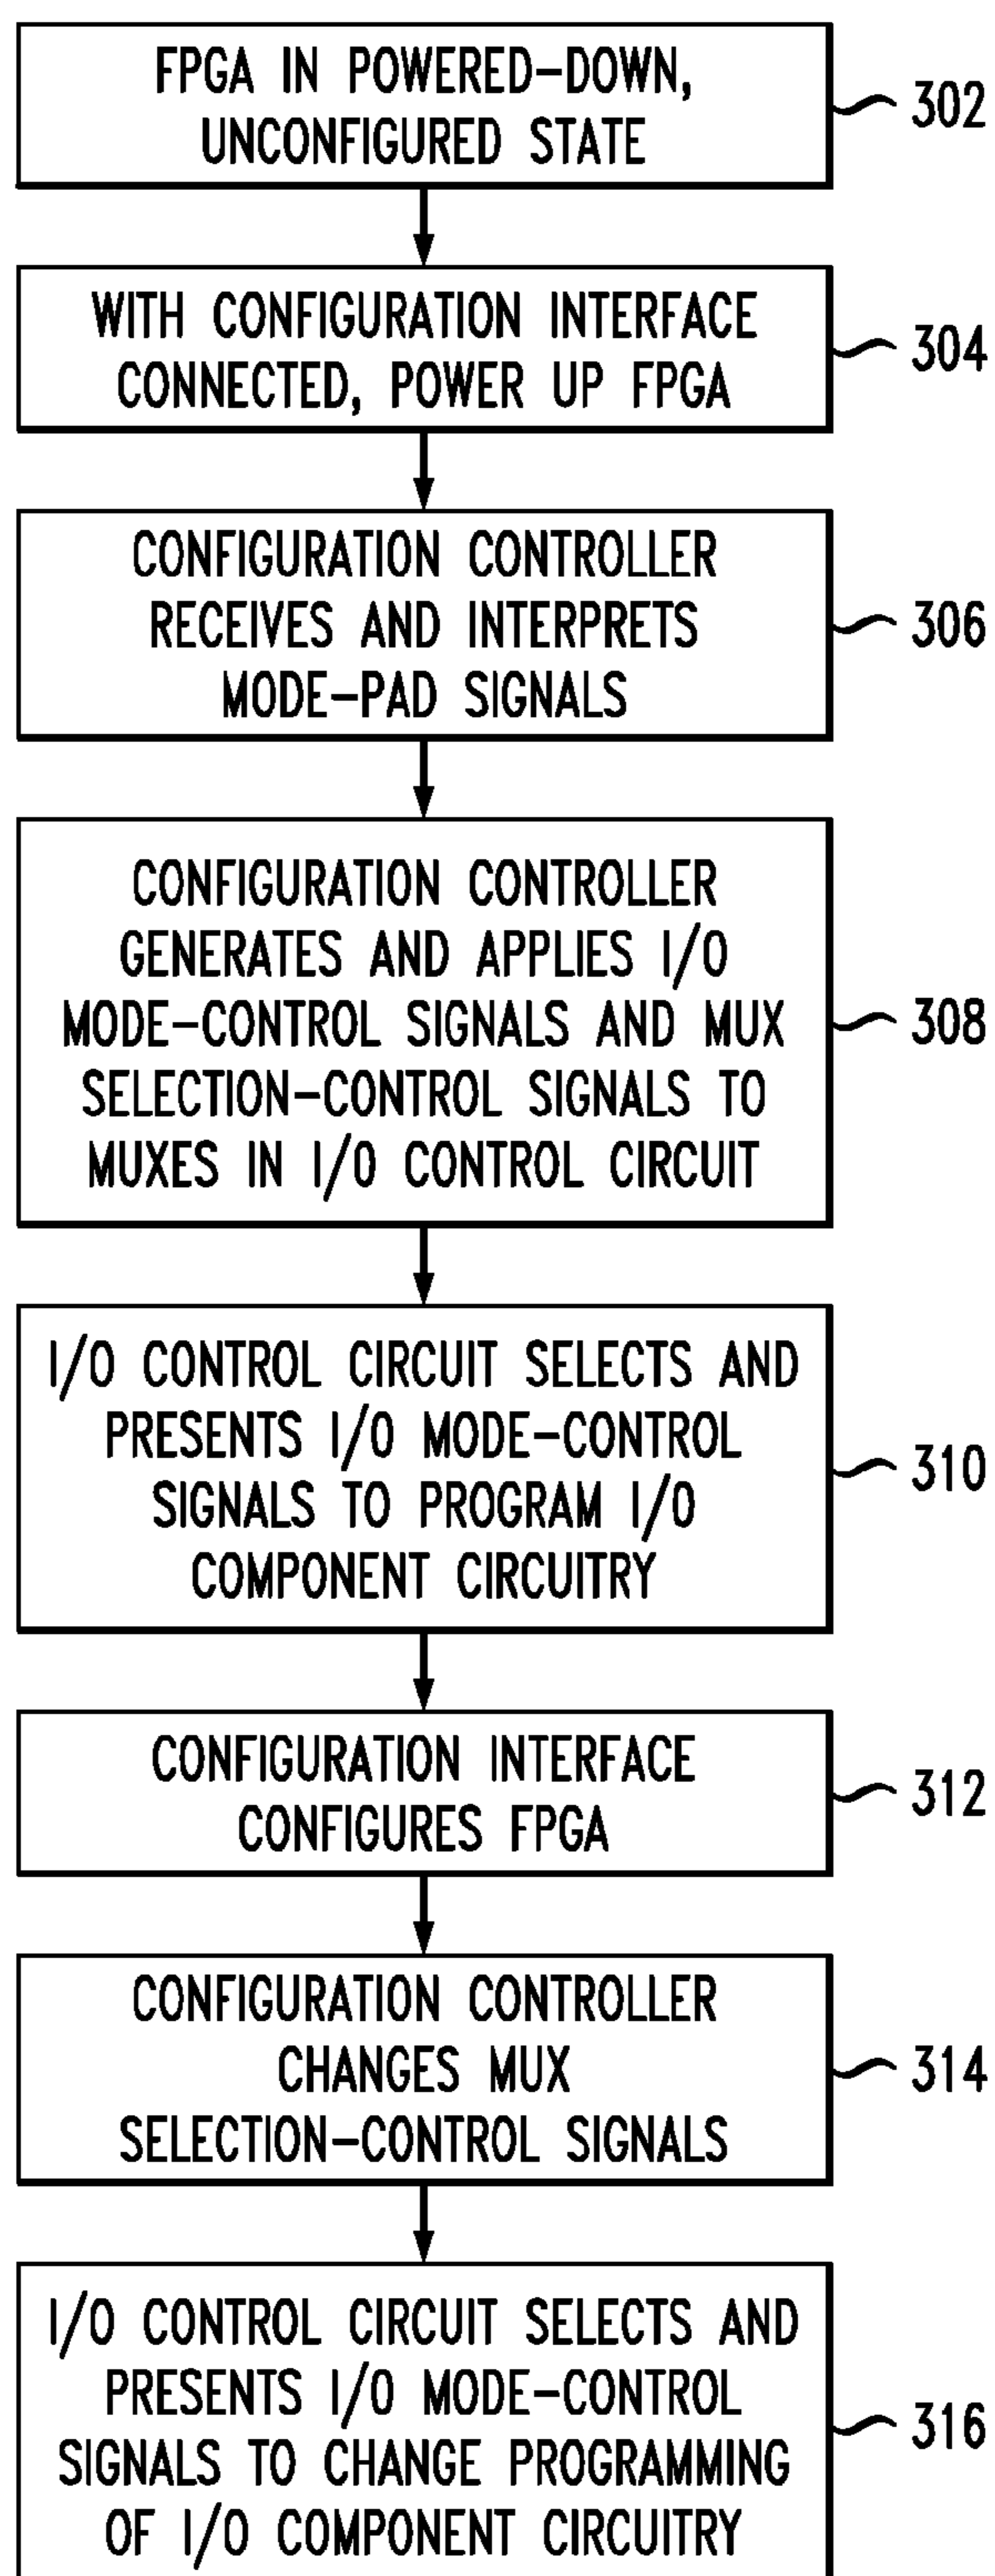 FPGA IN POWERED-DOWN,
UNCONFIGURED STATE
302
WITH CONFIGURATION INTERFACE
CONNECTED, POWER UP FPGA
304
CONFIGURATION CONTROLLER
RECEIVES AND INTERPRETS
MODE-PAD SIGNALS
306
CONFIGURATION CONTROLLER
GENERATES AND APPLIES I/O
MODE-CONTROL SIGNALS AND MUX
SELECTION-CONTROL SIGNALS TO
MUXES IN I/O CONTROL CIRCUIT
308
I/O CONTROL CIRCUIT SELECTS AND
PRESENTS I/O MODE-CONTROL
SIGNALS TO PROGRAM I/O
COMPONENT CIRCUITRY
310
CONFIGURATION INTERFACE
CONFIGURES FPGA
312
CONFIGURATION CONTROLLER
CHANGES MUX
SELECTION-CONTROL SIGNALS
314
I/O CONTROL CIRCUIT SELECTS AND
PRESENTS I/O MODE-CONTROL
SIGNALS TO CHANGE PROGRAMMING
OF I/O COMPONENT CIRCUITRY
316